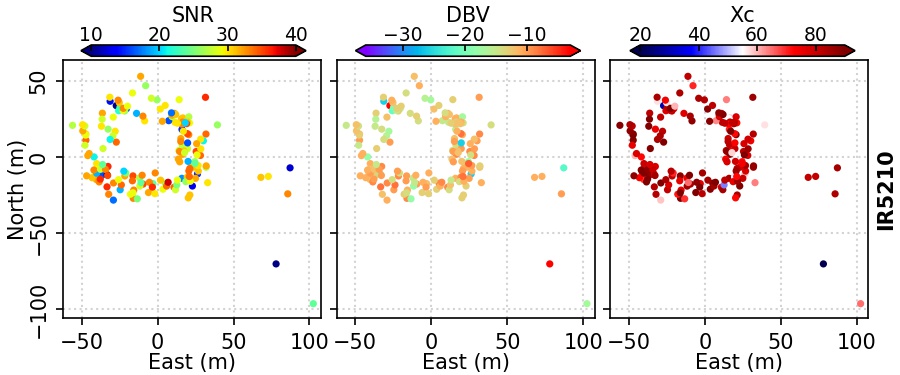 SNR DBV Xc
10 20 30 40 −30 −20 −10 20 40 60 80
50
0
−50
−100
North (m)
IR5210
−50 0 50 100 −50 0 50 100 −50 0 50 100
East (m) East (m) East (m)